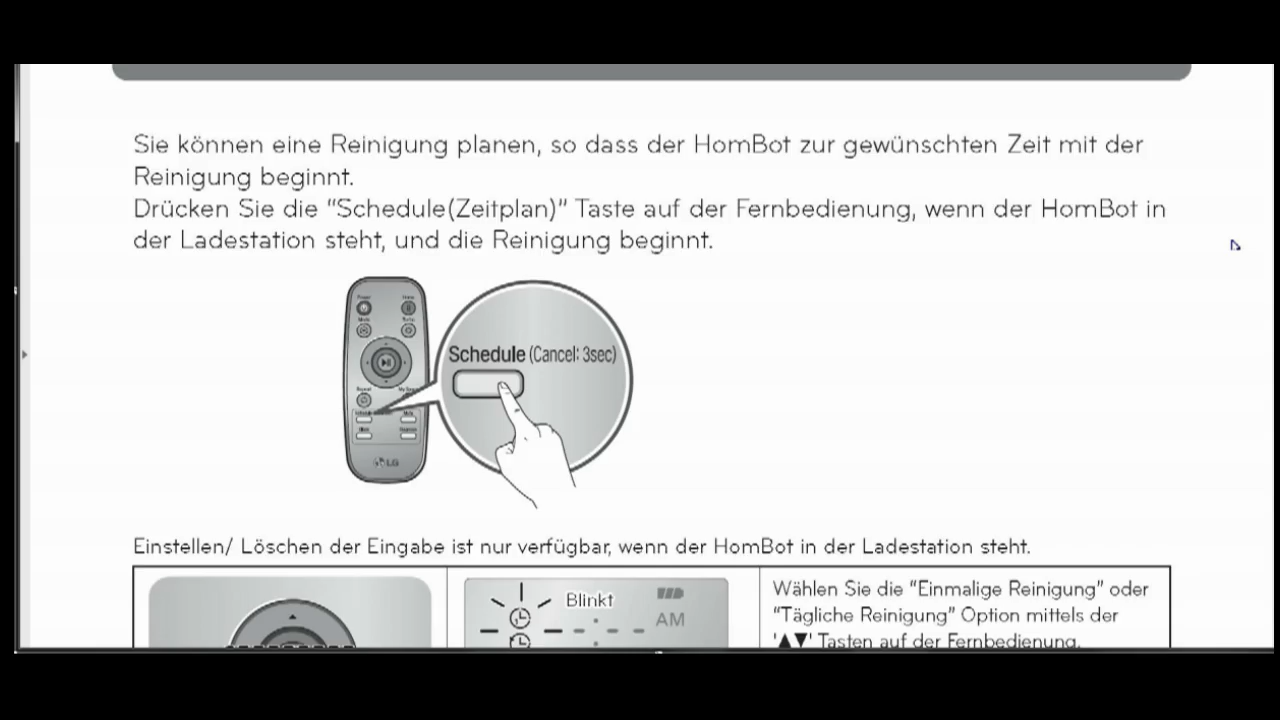 Sie können eine Reinigung planen, so dass der HomBot zur gewünschten Zeit mit der
Reinigung beginnt.
Drücken Sie die “Schedule(Zeitplan)” Taste auf der Fernbedienung, wenn der HomBot in
der Ladestation steht, und die Reinigung beginnt.
Schedule (Cancel: 3sec)
LG
Einstellen/ Löschen der Eingabe ist nur verfügbar, wenn der HomBot in der Ladestation steht.
Blinkt
AM
Wählen Sie die “Einmalige Reinigung” oder
“Tägliche Reinigung” Option mittels der
'▲▼' Tasten auf der Fernbedienung.